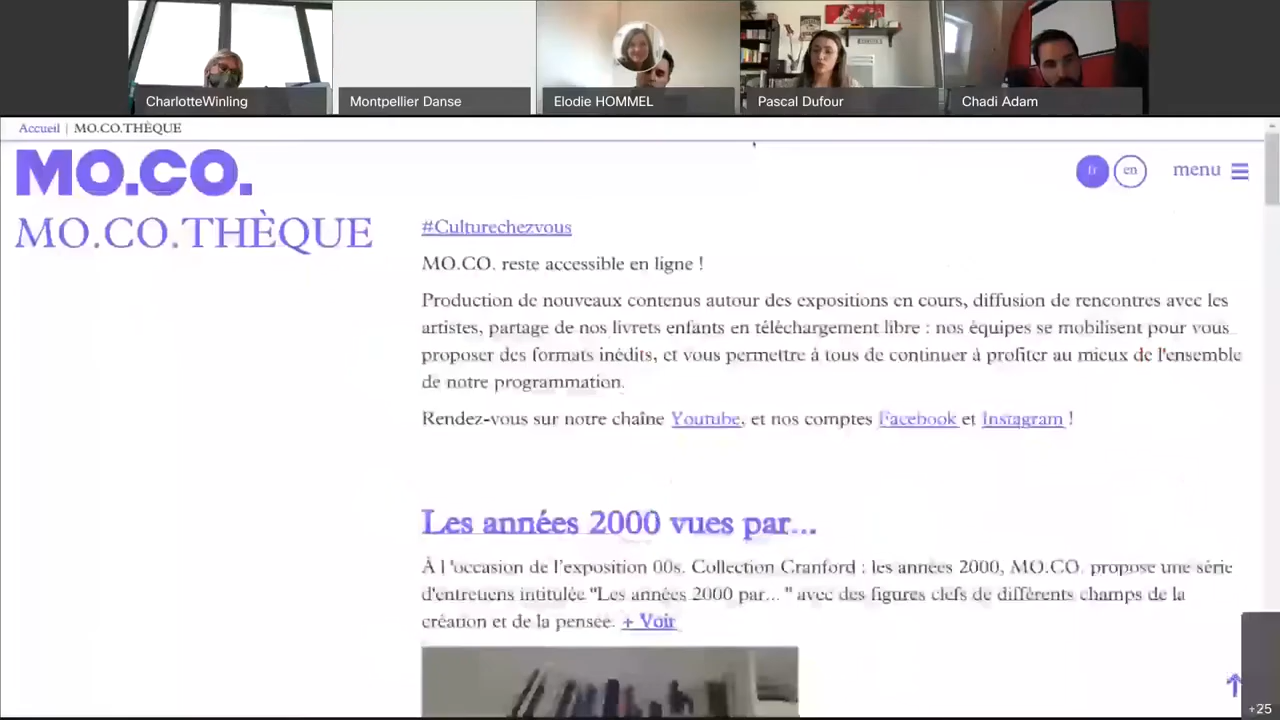 CharlotteWinling
Montpellier Danse
Elodie HOMMEL
Pascal Dufour
Chadi Adam
Accueil | MO.CO.THÈQUE
MO.CO.
fr en menu
MO.CO.THÈQUE
#Culturechezvous
MO.CO. reste accessible en ligne !
Production de nouveaux contenus autour des expositions en cours, diffusion de rencontres avec les
artistes, partage de nos livrets enfants en téléchargement libre : nos équipes se mobilisent pour vous
proposer des formats inédits, et vous permettre à tous de continuer à profiter au mieux de l'ensemble
de notre programmation.
Rendez-vous sur notre chaîne Youtube, et nos comptes Facebook et Instagram !
Les années 2000 vues par...
À l 'occasion de l'exposition 00s. Collection Cranford : les années 2000, MO.CO. propose une série
d'entretiens intitulée "Les années 2000 par... " avec des figures clefs de différents champs de la
création et de la pensée. + Voir
+25